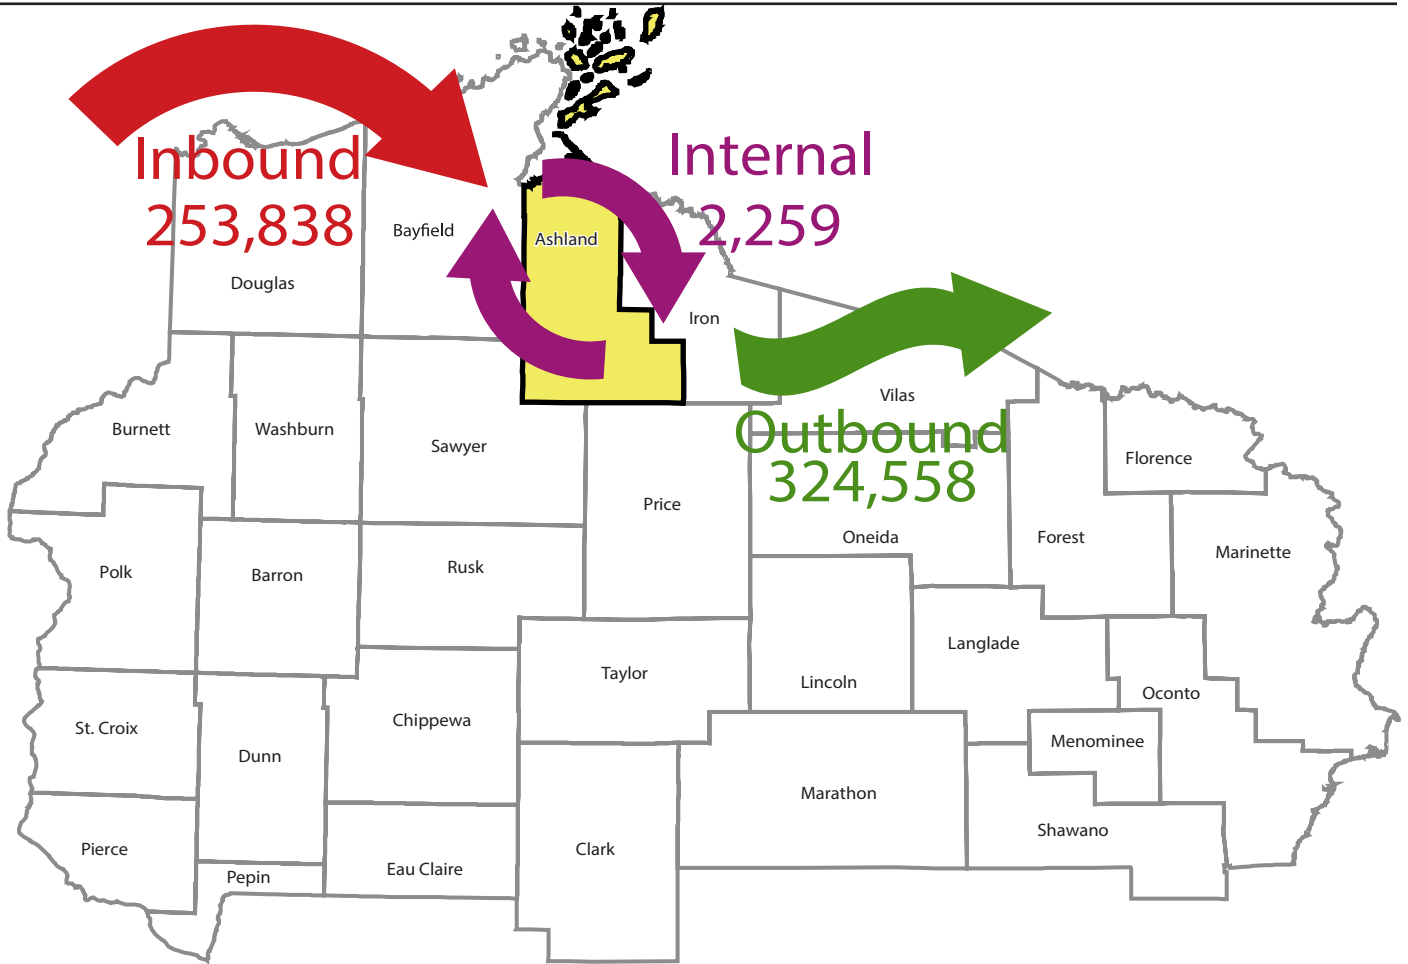 Inbound
253,838
Internal
2,259
Bayfield
Ashland
Douglas
Iron
Vilas
Outbound
324,558
Burnett
Washburn
Sawyer
Florence
Price
Oneida
Forest
Marinette
Polk
Barron
Rusk
Langlade
Taylor
Lincoln
Oconto
St. Croix
Chippewa
Menominee
Dunn
Marathon
Shawano
Pierce
Clark
Eau Claire
Pepin